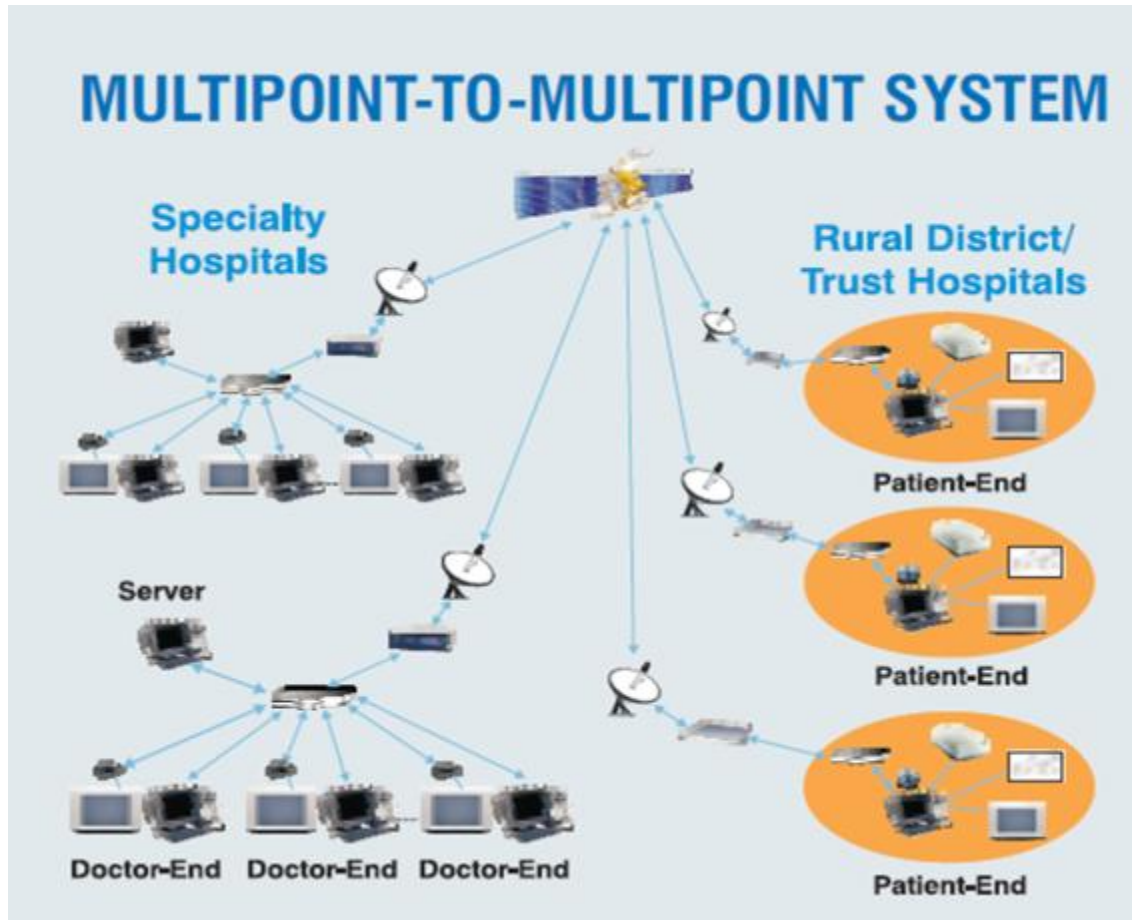 MULTIPOINT-TO-MULTIPOINT SYSTEM
Specialty
Hospitals
Rural District/
Trust Hospitals
Patient-End
Patient-End
Server
Doctor-End
Doctor-End
Doctor-End
Patient-End